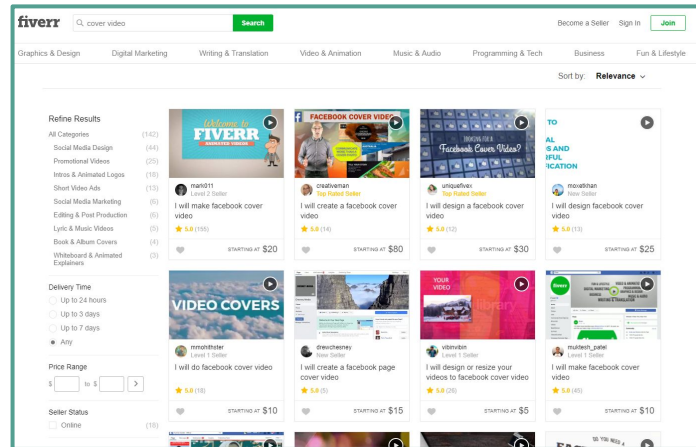 fiverr
cover video
Search
Become a Seller
Sign In
Join
Graphics & Design
Digital Marketing
Writing & Translation
Video & Animation
Music & Audio
Programming & Tech
Business
Fun & Lifestyle
Sort by: Relevance
Refine Results
All Categories (142)
Social Media Design (44)
Promotional Videos (25)
Intros & Animated Logos (18)
Short Video Ads (13)
Social Media Marketing (6)
Editing & Post Production (6)
Lyric & Music Videos (5)
Book & Album Covers (4)
Whiteboard & Animated (3)
Explainers
Delivery Time
Up to 24 hours
Up to 3 days
Up to 7 days
Any
Price Range
$ to $
Seller Status
Online (18)
Welcome to
FIVERR
ANIMATED VIDEOS
mark011
Level 2 Seller
I will make facebook cover
video
5.0 (155)
STARTING AT $20
FACEBOOK COVER VIDEO
creativeman
Top Rated Seller
I will create a facebook cover
video
5.0 (14)
STARTING AT $80
LOOKING FOR A
Facebook Cover Video?
uniquefivex
Top Rated Seller
I will design a facebook cover
video
5.0 (12)
STARTING AT $30
TO
AL
S AND
RFUL
FICATION
moxetkhan
New Seller
I will design facebook cover
video
5.0 (13)
STARTING AT $25
VIDEO COVERS
mmohithster
Level 1 Seller
I will do facebook cover video
5.0 (18)
STARTING AT $10
drewchesney
New Seller
I will create a facebook page
cover video
5.0 (5)
STARTING AT $15
YOUR
VIDEO
library
vibinvibin
Level 1 Seller
I will design or resize your
videos to facebook cover video
5.0 (26)
STARTING AT $5
fiverr
muktesh_patel
Level 1 Seller
I will make facebook cover
video
5.0 (45)
STARTING AT $10
DO YOU NEED A